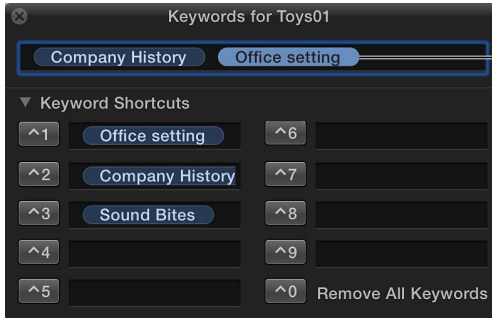 Keywords for Toys01
Company History Office setting
Keyword Shortcuts
^1 Office setting ^6
^2 Company History ^7
^3 Sound Bites ^8
^4 ^9
^5 ^0 Remove All Keywords